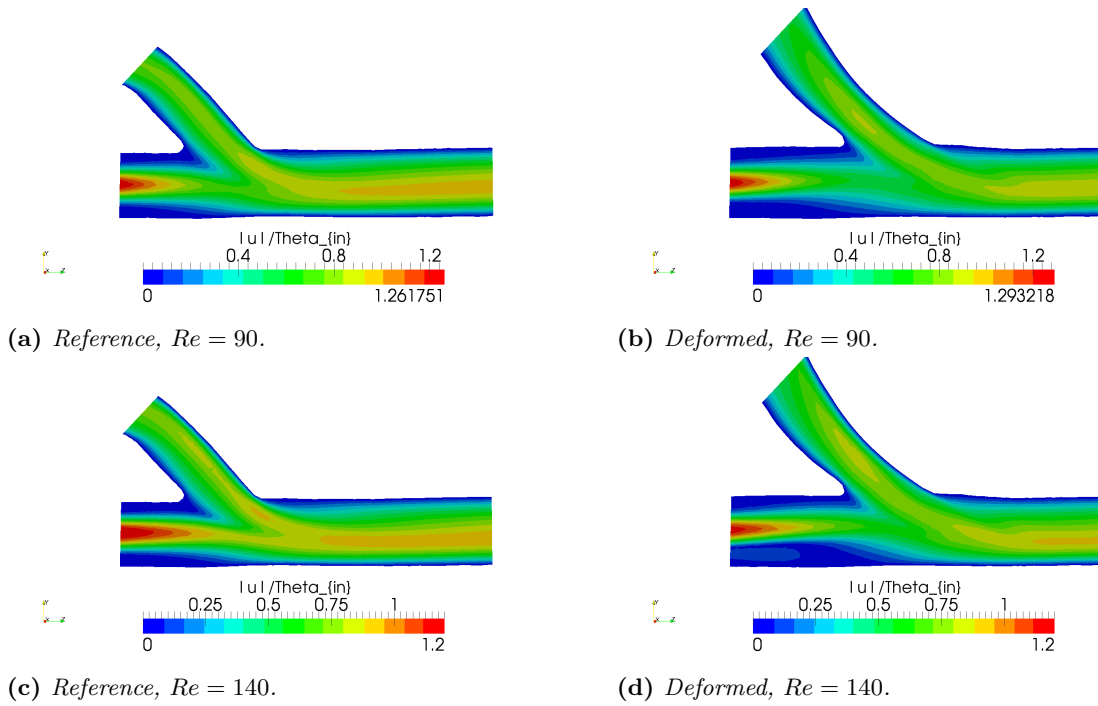 | u | /Theta_{in}
0.4 0.8 1.2
0 1.261751
Y
X Z
(a) Reference, Re = 90.
| u | /Theta_{in}
0.4 0.8 1.2
0 1.293218
Y
X Z
(b) Deformed, Re = 90.
| u | /Theta_{in}
0.25 0.5 0.75 1
0 1.2
Y
X Z
(c) Reference, Re = 140.
| u | /Theta_{in}
0.25 0.5 0.75 1
0 1.2
Y
X Z
(d) Deformed, Re = 140.